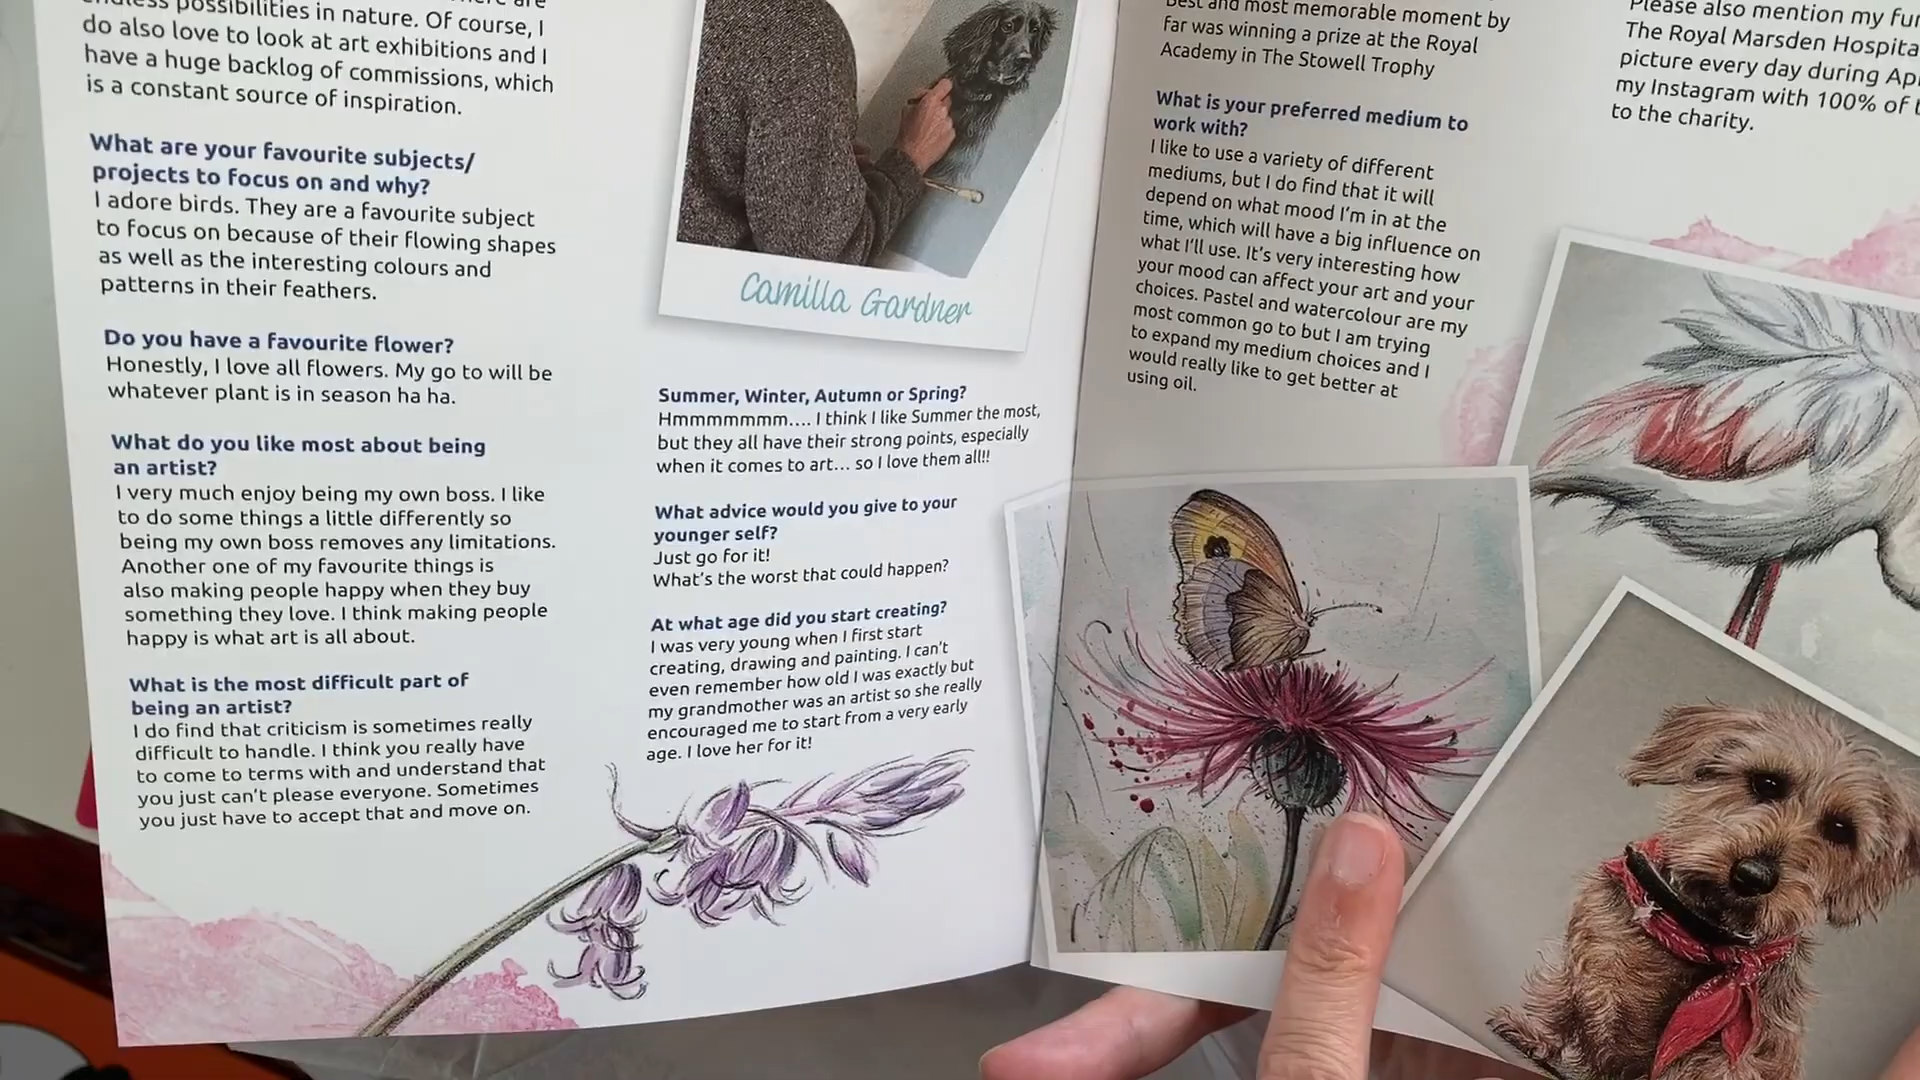 possibilities in nature. Of course, I
do also love to look at art exhibitions and I
have a huge backlog of commissions, which
is a constant source of inspiration.
What are your favourite subjects/
projects to focus on and why?
I adore birds. They are a favourite subject
to focus on because of their flowing shapes
as well as the interesting colours and
patterns in their feathers.
Do you have a favourite flower?
Honestly, I love all flowers. My go to will be
whatever plant is in season ha ha.
What do you like most about being
an artist?
I very much enjoy being my own boss. I like
to do some things a little differently so
being my own boss removes any limitations.
Another one of my favourite things is
also making people happy when they buy
something they love. I think making people
happy is what art is all about.
What is the most difficult part of
being an artist?
I do find that criticism is sometimes really
difficult to handle. I think you really have
to come to terms with and understand that
you just can't please everyone. Sometimes
you just have to accept that and move on.
Camilla Gardner
Summer, Winter, Autumn or Spring?
Hmmmmmmm.... I think I like Summer the most,
but they all have their strong points, especially
when it comes to art... so I love them all!!
What advice would you give to your
younger self?
Just go for it!
What's the worst that could happen?
At what age did you start creating?
I was very young when I first start
creating, drawing and painting. I can't
even remember how old I was exactly but
my grandmother was an artist so she really
encouraged me to start from a very early
age. I love her for it!
Best and most memorable moment by
far was winning a prize at the Royal
Academy in The Stowell Trophy
What is your preferred medium to
work with?
I like to use a variety of different
mediums, but I do find that it will
depend on what mood I'm in at the
time, which will have a big influence on
what I'll use. It's very interesting how
your mood can affect your art and your
choices. Pastel and watercolour are my
most common go to but I am trying
to expand my medium choices and I
would really like to get better at
using oil.
Please also mention my
The Royal Marsden
picture every day during
my Instagram with 100% of
to the charity.